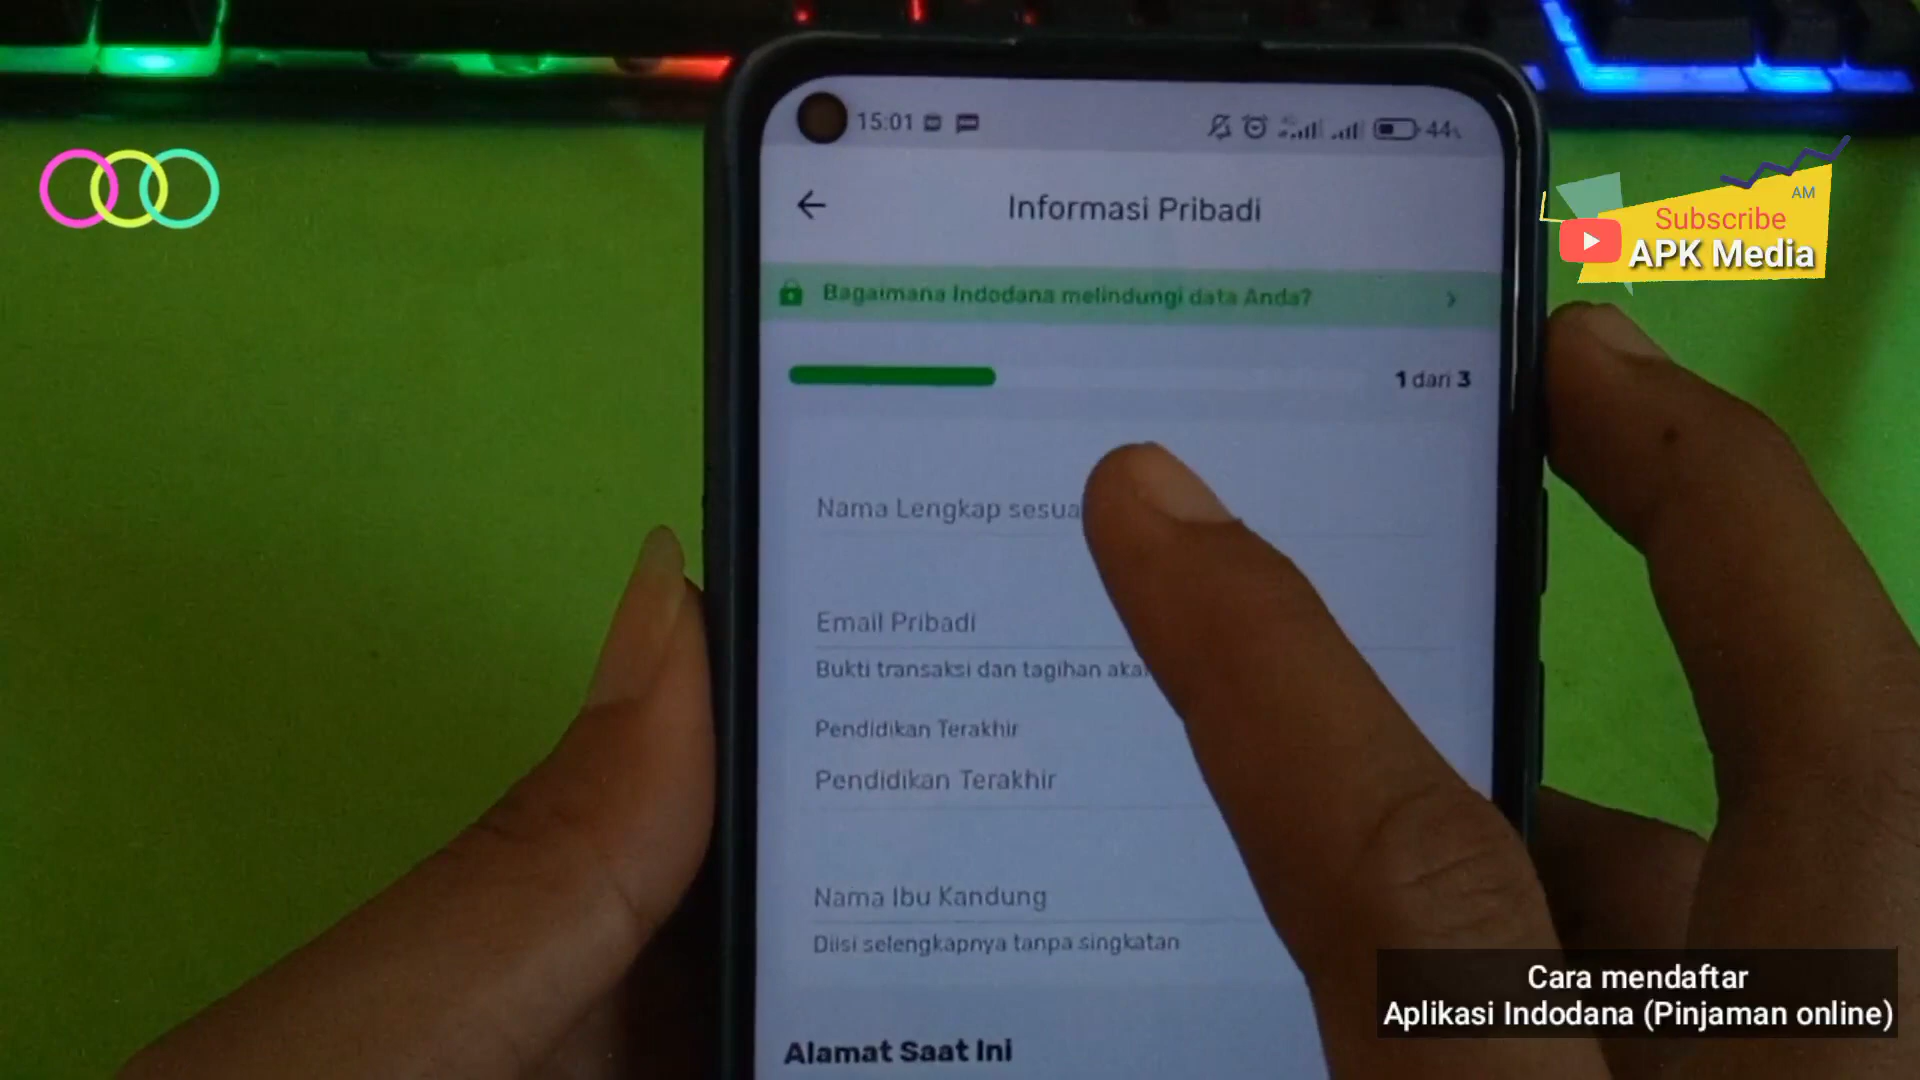 15:01
44
Informasi Pribadi
Bagaimana Indodana melindungi data Anda?
1 dari 3
Nama Lengkap sesua
Email Pribadi
Bukti transaksi dan tagihan aka
Pendidikan Terakhir
Pendidikan Terakhir
Nama Ibu Kandung
Diisi selengkapnya tanpa singkatan
Alamat Saat Ini
AM
Subscribe
APK Media
Cara mendaftar
Aplikasi Indodana (Pinjaman online)